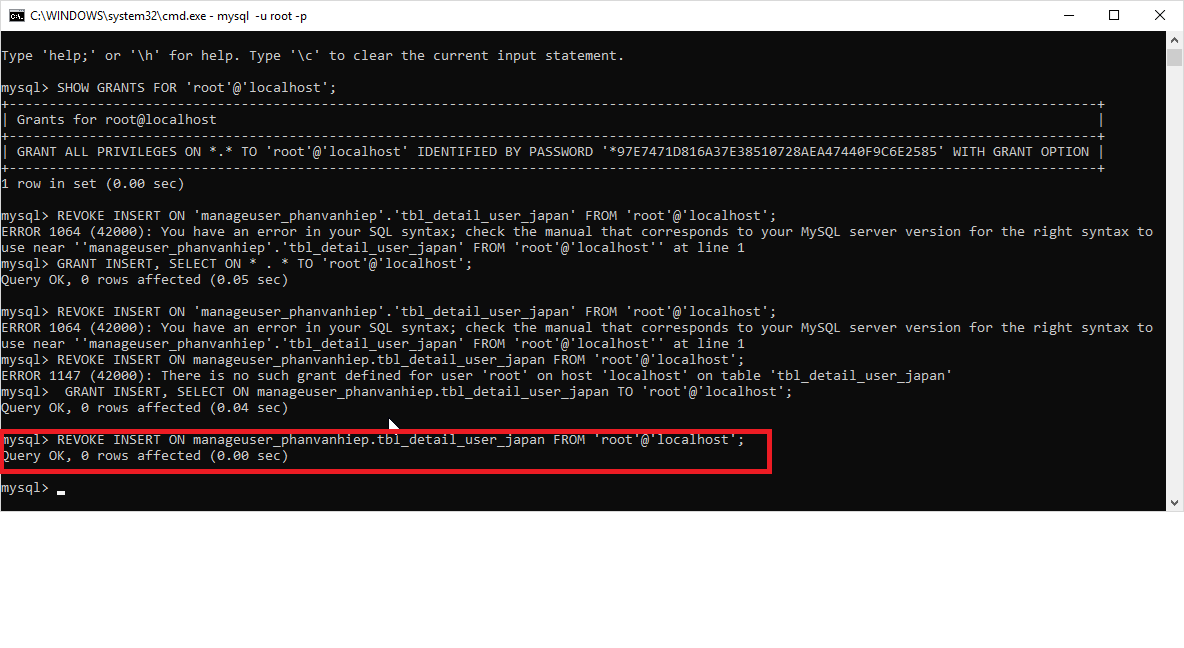 C:\WINDOWS\system32\cmd.exe - mysql  -u root -p
Type 'help;' or '\h' for help. Type '\c' to clear the current input statement.
mysql> SHOW GRANTS FOR 'root'@'localhost';
+-----------------------------------------------------------------------------------------------------------------------------------------+
| Grants for root@localhost                                                                                                               |
+-----------------------------------------------------------------------------------------------------------------------------------------+
| GRANT ALL PRIVILEGES ON *.* TO 'root'@'localhost' IDENTIFIED BY PASSWORD '*97E7471D816A37E38510728AEA47440F9C6E2585' WITH GRANT OPTION |
+-----------------------------------------------------------------------------------------------------------------------------------------+
1 row in set (0.00 sec)
mysql> REVOKE INSERT ON 'manageuser_phanvanhiep'.'tbl_detail_user_japan' FROM 'root'@'localhost';
ERROR 1064 (42000): You have an error in your SQL syntax; check the manual that corresponds to your MySQL server version for the right syntax to
use near ''manageuser_phanvanhiep'.'tbl_detail_user_japan' FROM 'root'@'localhost'' at line 1
mysql> GRANT INSERT, SELECT ON * . * TO 'root'@'localhost';
Query OK, 0 rows affected (0.05 sec)
mysql> REVOKE INSERT ON 'manageuser_phanvanhiep'.'tbl_detail_user_japan' FROM 'root'@'localhost';
ERROR 1064 (42000): You have an error in your SQL syntax; check the manual that corresponds to your MySQL server version for the right syntax to
use near ''manageuser_phanvanhiep'.'tbl_detail_user_japan' FROM 'root'@'localhost'' at line 1
mysql> REVOKE INSERT ON manageuser_phanvanhiep.tbl_detail_user_japan FROM 'root'@'localhost';
ERROR 1147 (42000): There is no such grant defined for user 'root' on host 'localhost' on table 'tbl_detail_user_japan'
mysql>  GRANT INSERT, SELECT ON manageuser_phanvanhiep.tbl_detail_user_japan TO 'root'@'localhost';
Query OK, 0 rows affected (0.04 sec)
mysql> REVOKE INSERT ON manageuser_phanvanhiep.tbl_detail_user_japan FROM 'root'@'localhost';
Query OK, 0 rows affected (0.00 sec)
mysql>